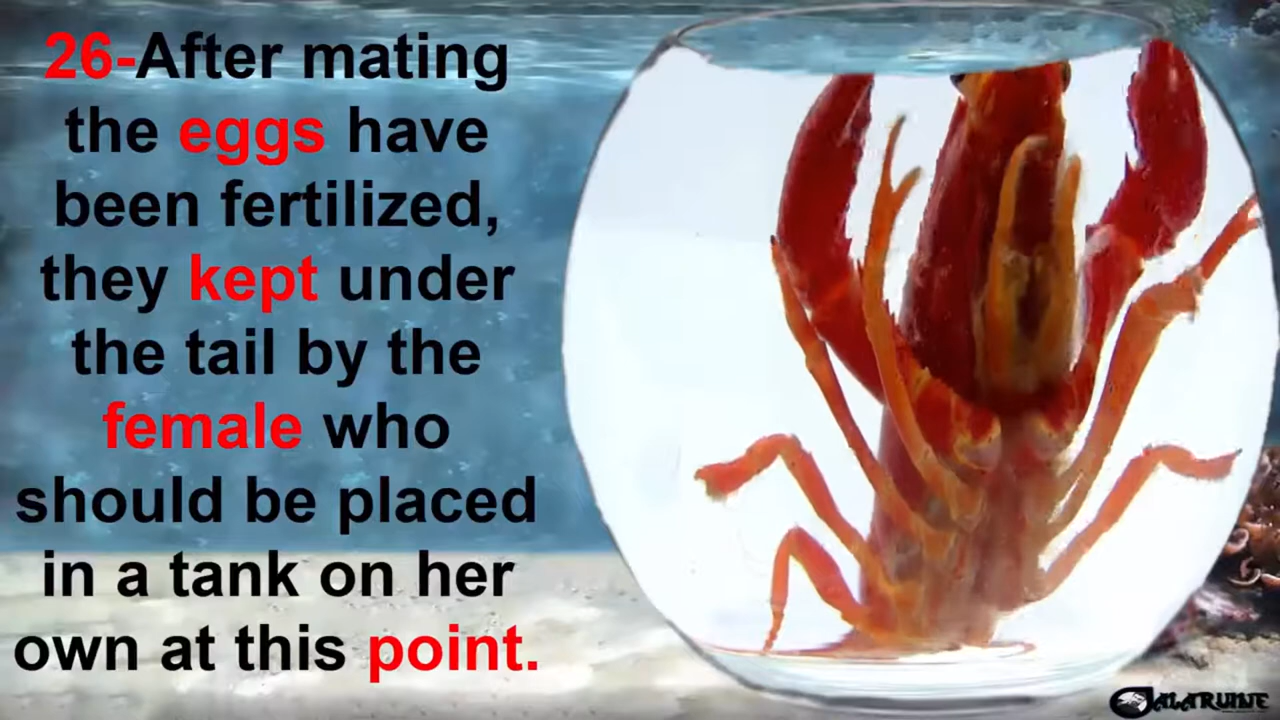 26-After mating
the eggs have
been fertilized,
they kept under
the tail by the
female who
should be placed
in a tank on her
own at this point.